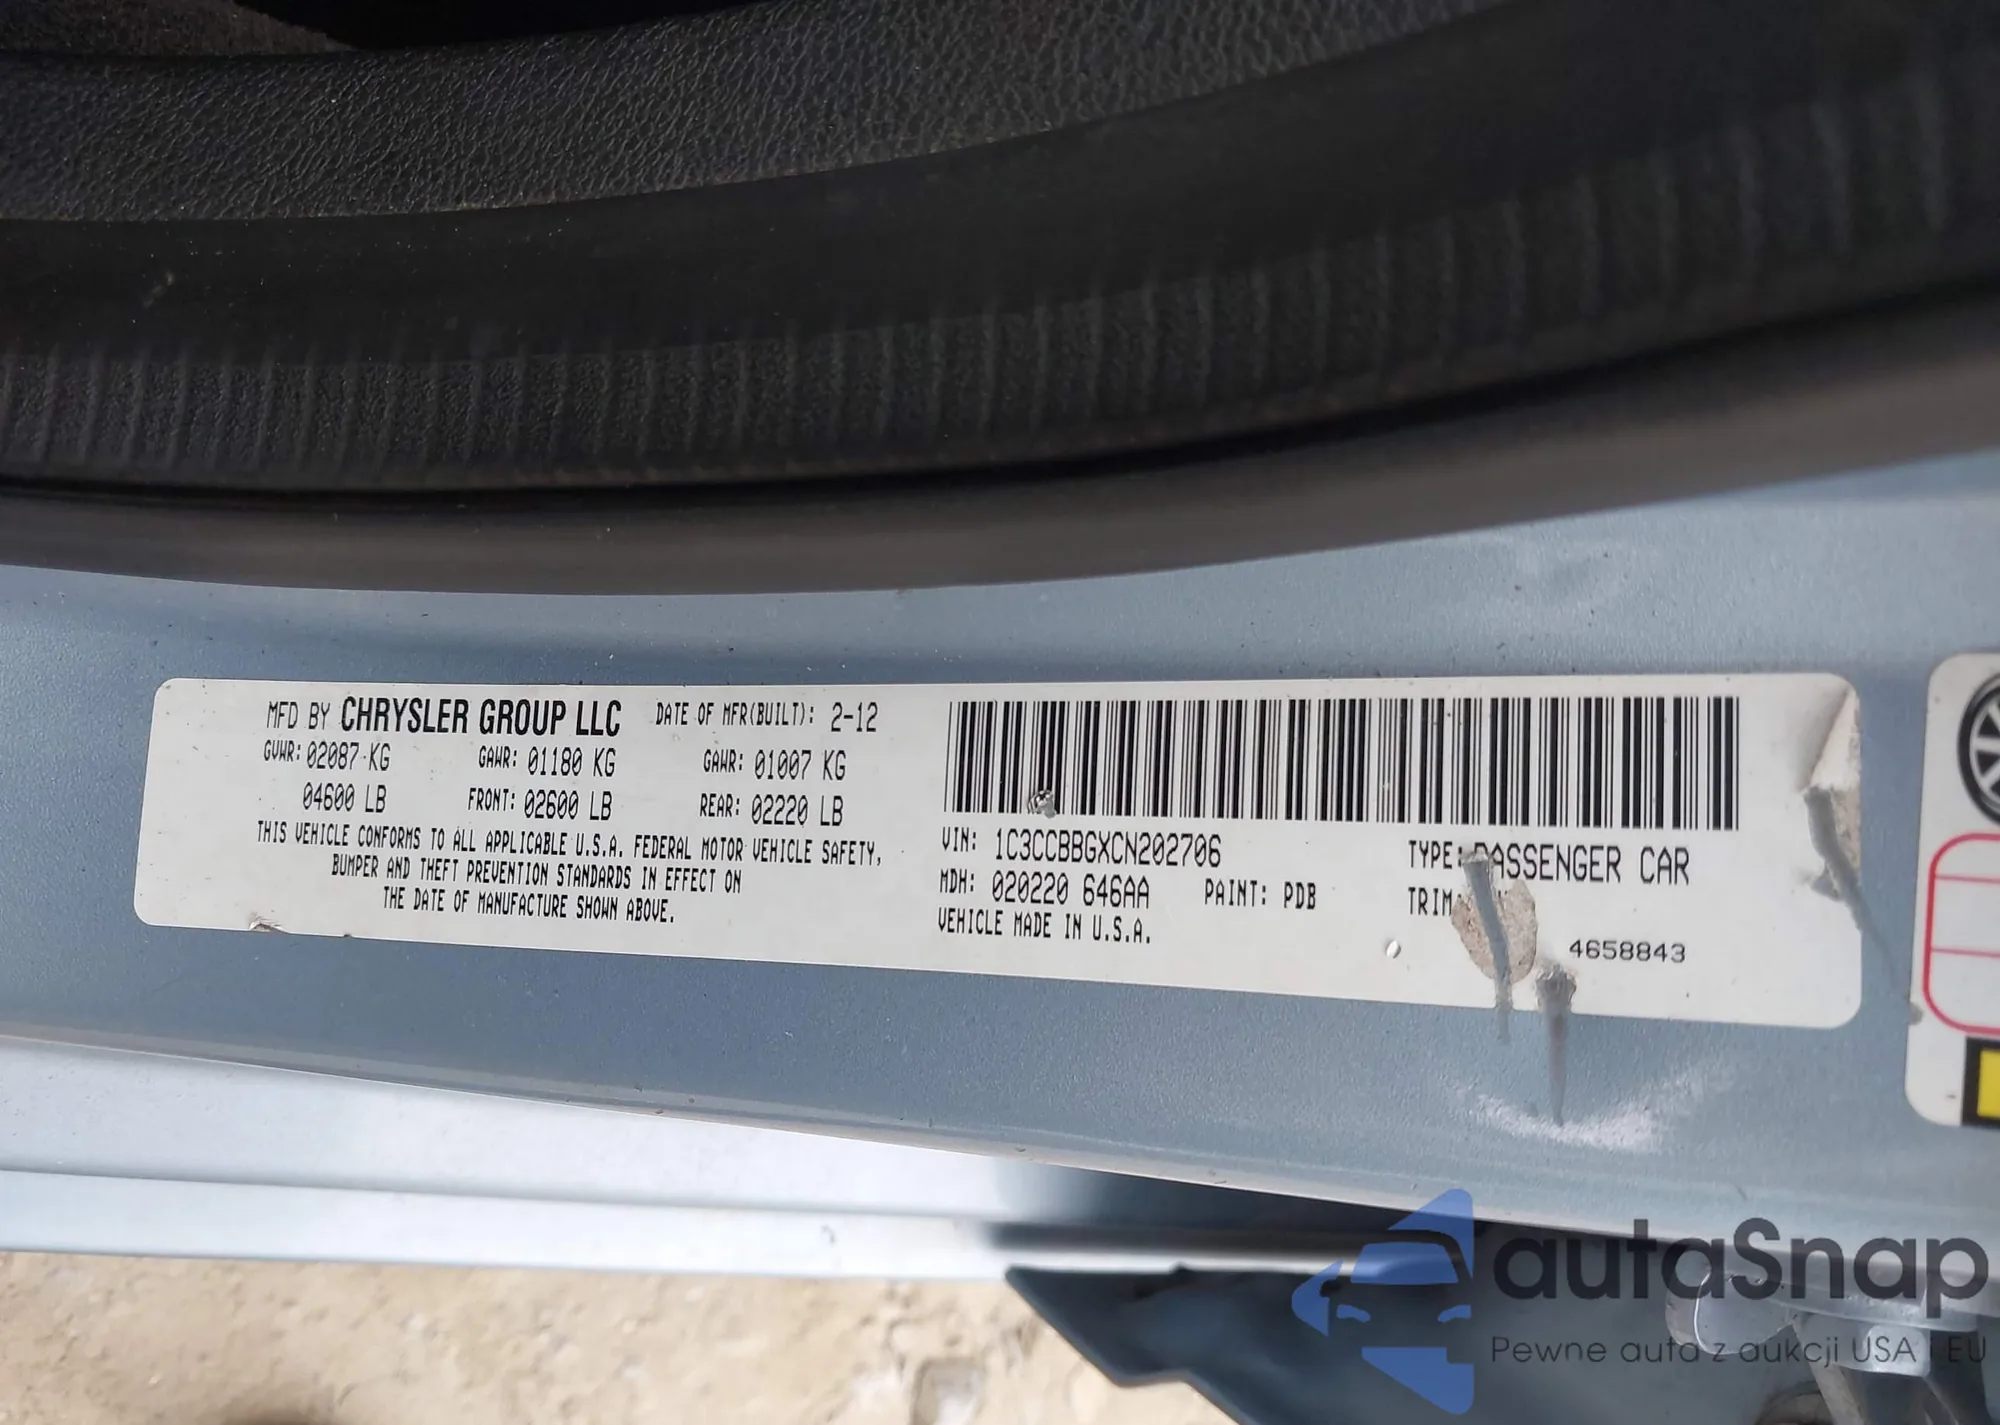 MFD BY CHRYSLER GROUP LLC DATE OF MFR(BUILT): 2-12
GVWR: 02087 KG GAWR: 01180 KG GAWR: 01007 KG
04600 LB FRONT: 02600 LB REAR: 02220 LB
THIS VEHICLE CONFORMS TO ALL APPLICABLE U.S.A. FEDERAL MOTOR VEHICLE SAFETY,
BUMPER AND THEFT PREVENTION STANDARDS IN EFFECT ON
THE DATE OF MANUFACTURE SHOWN ABOVE.
VIN: 1C3CCBBGXCN202706 TYPE: PASSENGER CAR
MDH: 020220 646AA PAINT: PDB TRIM:
VEHICLE MADE IN U.S.A.
4658843
autaSnap
Pewne auta z aukcji USA i EU